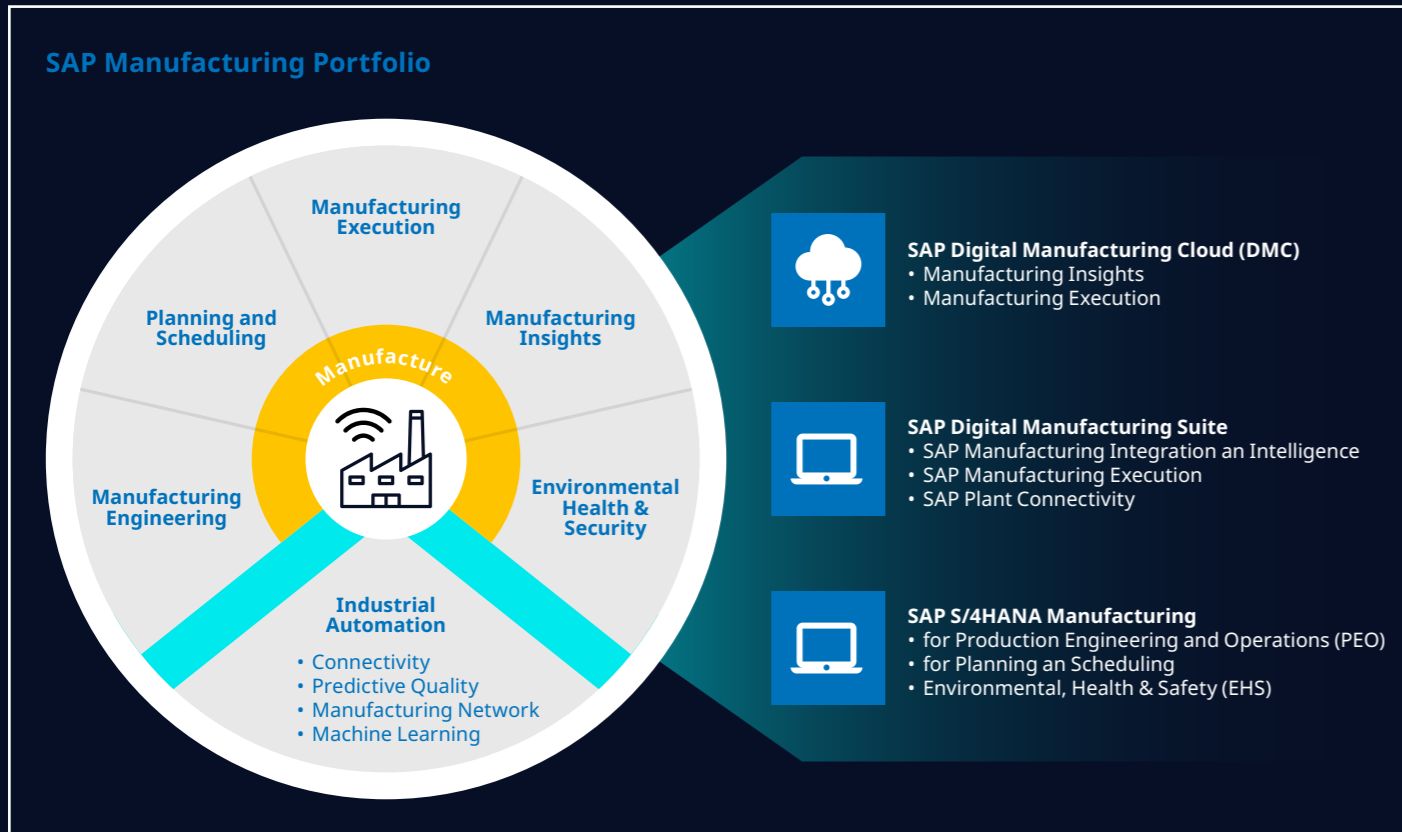 SAP Manufacturing Portfolio
Manufacturing
Execution
Planning and
Scheduling
Manufacturing
Insights
Manufacture
Manufacturing
Engineering
Environmental
Health &
Security
Industrial
Automation
• Connectivity
• Predictive Quality
• Manufacturing Network
• Machine Learning
SAP Digital Manufacturing Cloud (DMC)
• Manufacturing Insights
• Manufacturing Execution
SAP Digital Manufacturing Suite
• SAP Manufacturing Integration an Intelligence
• SAP Manufacturing Execution
• SAP Plant Connectivity
SAP S/4HANA Manufacturing
• for Production Engineering and Operations (PEO)
• for Planning an Scheduling
• Environmental, Health & Safety (EHS)